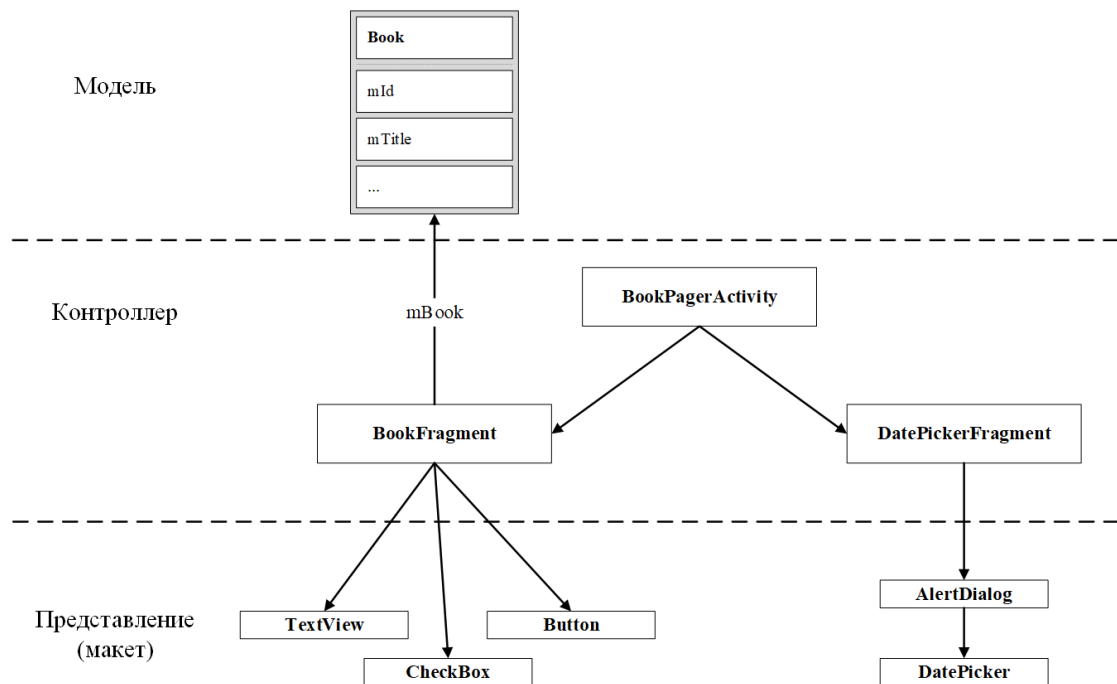 Book
Модель
mId
mTitle
...
BookPagerActivity
Контроллер
mBook
BookFragment
DatePickerFragment
AlertDialog
Представление
(макет)
TextView
Button
CheckBox
DatePicker